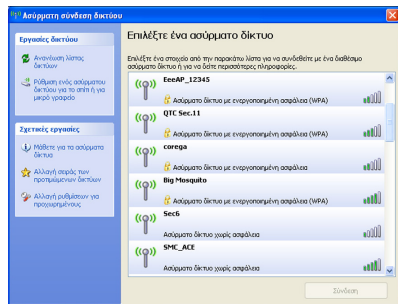 Ασύρματη σύνδεση δικτύου
Εργασίες δικτύου
Ανανέωση λίστας
δικτύων
Ρύθμιση ενός ασύρματου
δικτύου για το σπίτι ή για
μικρό γραφείο
Σχετικές εργασίες
Μάθετε για τα ασύρματα
δίκτυα
Αλλαγή σειράς των
προτιμώμενων δικτύων
Αλλαγή ρυθμίσεων για
προχωρημένους
Επιλέξτε ένα ασύρματο δίκτυο
Επιλέξτε ένα στοιχείο από την παρακάτω λίστα για να συνδεθείτε με ένα διαθέσιμο
ασύρματο δίκτυο ή για να δείτε περισσότερες πληροφορίες.
EeeAP_12345
Ασύρματο δίκτυο με ενεργοποιημένη ασφάλεια (WPA)
QTC Sec.11
Ασύρματο δίκτυο με ενεργοποιημένη ασφάλεια (WPA)
corega
Ασύρματο δίκτυο με ενεργοποιημένη ασφάλεια
Big Mosquito
Ασύρματο δίκτυο με ενεργοποιημένη ασφάλεια (WPA)
Sec6
Ασύρματο δίκτυο χωρίς ασφάλεια
SMC_ACE
Ασύρματο δίκτυο χωρίς ασφάλεια
Σύνδεση